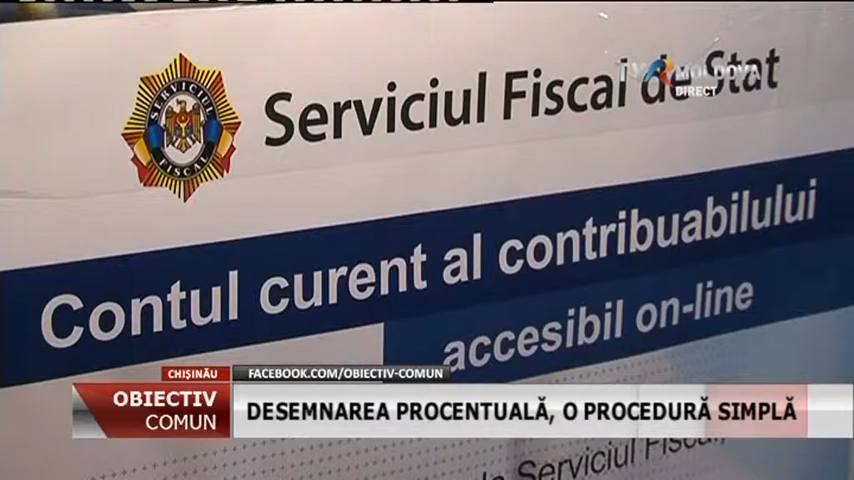 Serviciul Fiscal de Stat
SERVICIUL
FISCAL
TV MOLDOVA
DIRECT
Contul curent al contribuabilului
accesibil on-line
CHIȘINĂU
FACEBOOK.COM/OBIECTIV-COMUN
OBIECTIV
COMUN
DESEMNAREA PROCENTUALĂ, O PROCEDURĂ SIMPLĂ
Serviciul Fiscal,